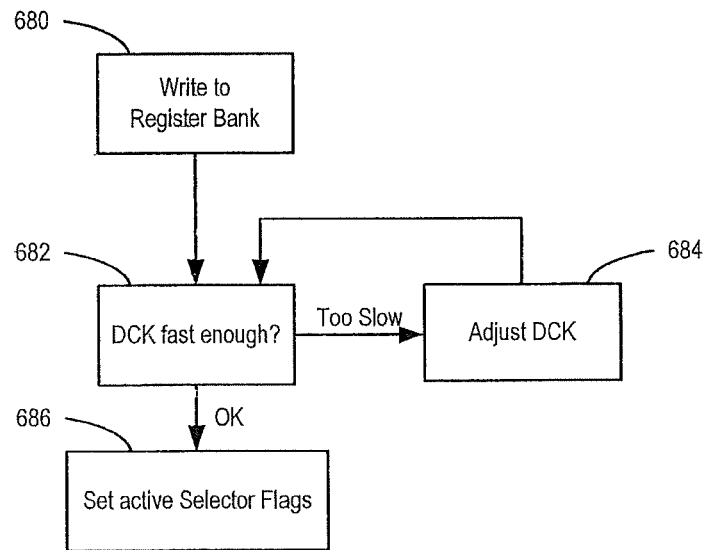 680
Write to
Register Bank
682
684
DCK fast enough?
Too Slow
Adjust DCK
686
OK
Set active Selector Flags